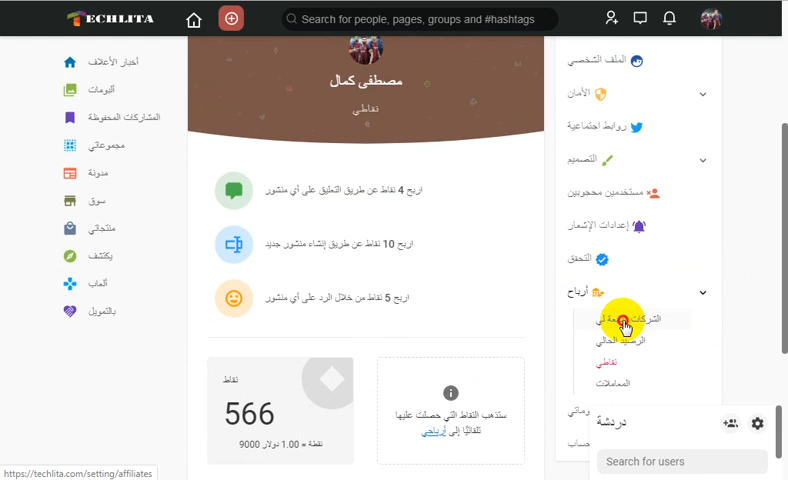 TECHLITA
Search for people, pages, groups and #hashtags
أخبار الأعلاف
ألبومات
المشاركات المحفوظة
مجموعاتي
مدونة
سوق
منتجاتي
يكتشف
ألعاب
بالتمويل
مصطفى كمال
نقاطي
اربح 4 نقاط عن طريق التعليق على أي منشور
اربح 10 نقاط عن طريق إنشاء منشور جديد
اربح 5 نقاط من خلال الرد على أي منشور
نقاط
566
9000 نقطة = 1.00 دولار
ستذهب النقاط التي حصلت عليها
تلقائيًا إلى أرباحي
الملف الشخصي
الأمان
روابط اجتماعية
التصميم
مستخدمين محجوبين
إعدادات الإشعار
التحقق
أرباح
الشركات لي
الرصيد الحالي
نقاطي
المعاملات
دردشة
Search for users
https://techlita.com/setting/affiliates